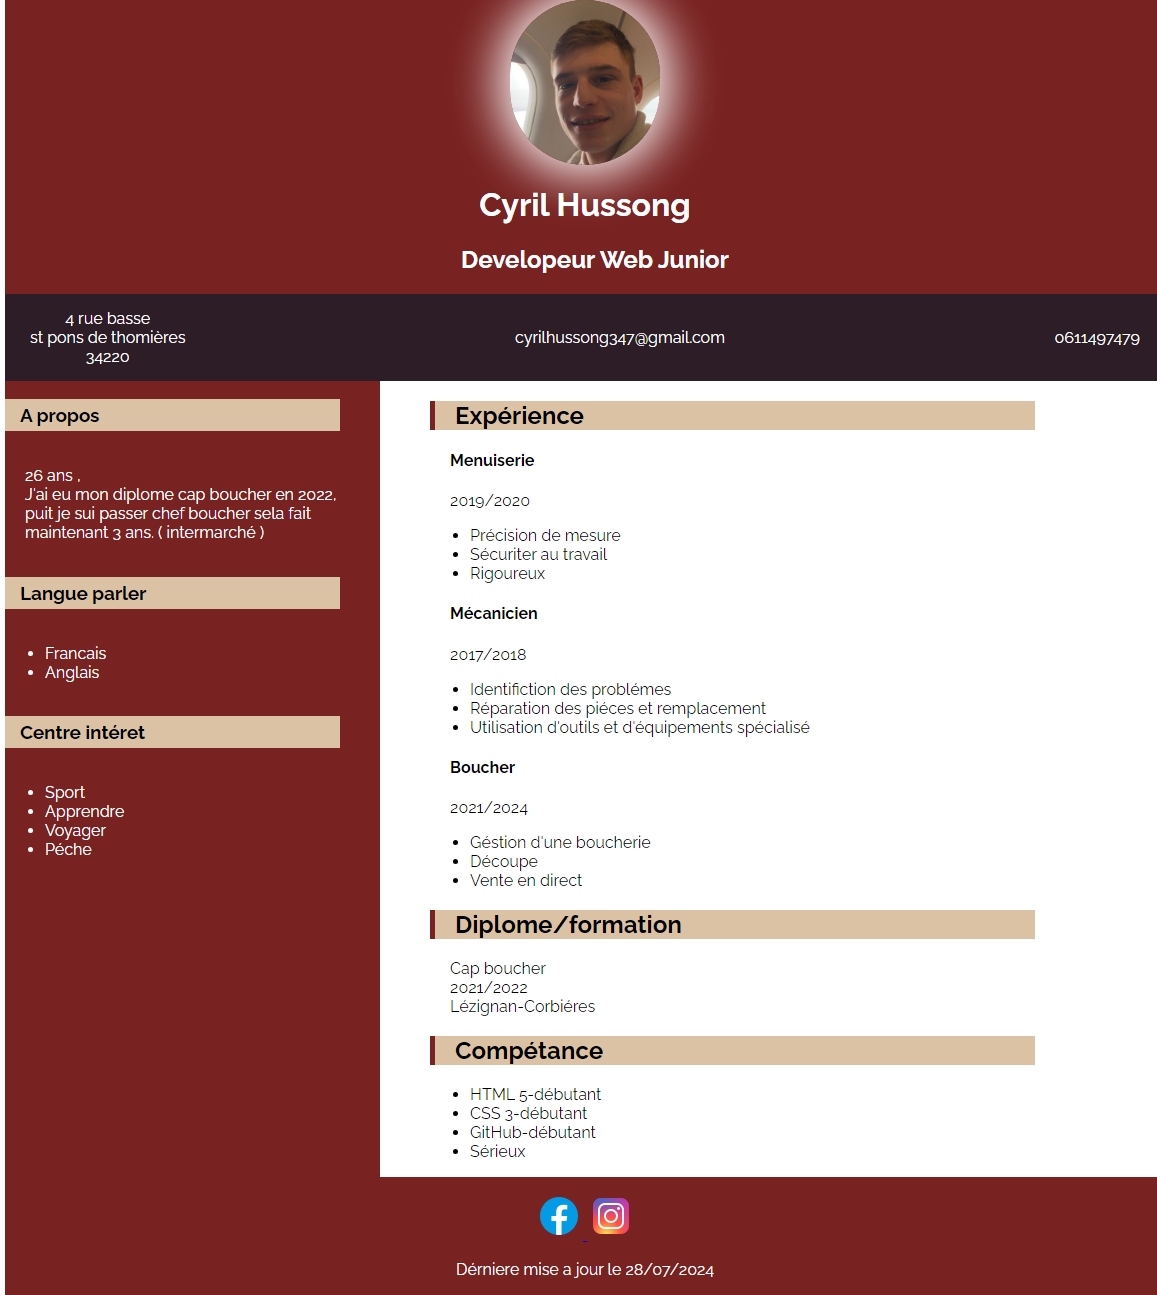 Cyril Hussong
Developeur Web Junior
4 rue basse
st pons de thomières
34220
cyrilhussong347@gmail.com
0611497479
A propos
26 ans ,
J'ai eu mon diplome cap boucher en 2022,
puit je sui passer chef boucher sela fait
maintenant 3 ans. ( intermarché )
Langue parler
Francais
Anglais
Centre intéret
Sport
Apprendre
Voyager
Péche
Expérience
Menuiserie
2019/2020
Précision de mesure
Sécuriter au travail
Rigoureux
Mécanicien
2017/2018
Identifiction des problémes
Réparation des piéces et remplacement
Utilisation d'outils et d'équipements spécialisé
Boucher
2021/2024
Géstion d'une boucherie
Découpe
Vente en direct
Diplome/formation
Cap boucher
2021/2022
Lézignan-Corbiéres
Compétance
HTML 5-débutant
CSS 3-débutant
GitHub-débutant
Sérieux
Dérniere mise a jour le 28/07/2024